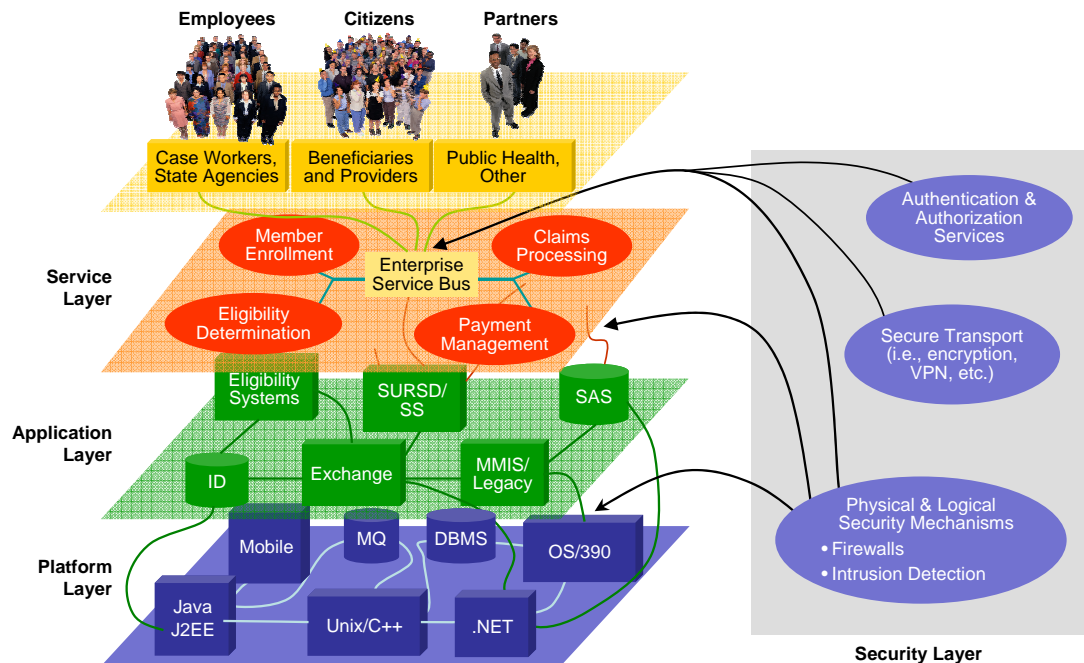 Employees
Citizens
Partners
Case Workers,
State Agencies
Beneficiaries
and Providers
Public Health,
Other
Service
Layer
Member
Enrollment
Claims
Processing
Enterprise
Service Bus
Eligibility
Determination
Payment
Management
Application
Layer
Eligibility
Systems
SURSD/
SS
SAS
ID
Exchange
MMIS/
Legacy
Platform
Layer
Mobile
MQ
DBMS
OS/390
Java
J2EE
Unix/C++
.NET
Authentication &
Authorization
Services
Secure Transport
(i.e., encryption,
VPN, etc.)
Physical & Logical
Security Mechanisms
• Firewalls
• Intrusion Detection
Security Layer